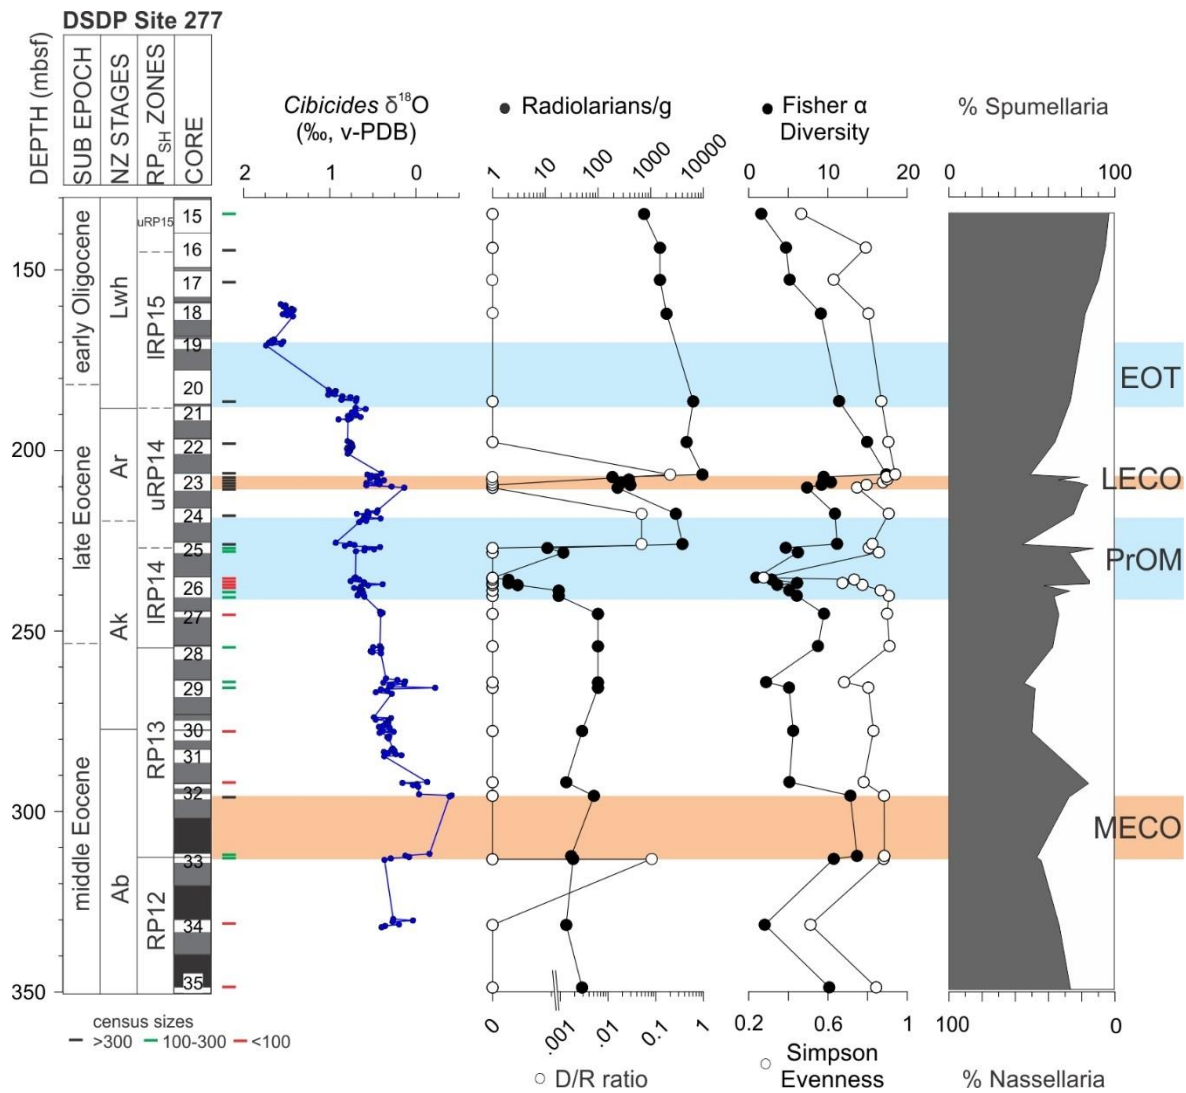 DSDP Site 277
DEPTH (mbsf)
SUB EPOCH
NZ STAGES
RP SH ZONES
CORE
Cibicides δ18O
(‰, v-PDB)
2 1 0
● Radiolarians/g
1 10 100 1000 10000
● Fisher α
Diversity
0 10 20
% Spumellaria
0 100
150
200
250
300
350
early Oligocene
late Eocene
middle Eocene
Lwh
Ar
Ak
Ab
uRP15
lRP15
uRP14
lRP14
RP13
RP12
15
16
17
18
19
20
21
22
23
24
25
26
27
28
29
30
31
32
33
34
35
EOT
LECO
PrOM
MECO
0 .001 .01 0.1 1
○ D/R ratio
0.2 0.6 1
○ Simpson
Evenness
100 0
% Nassellaria
census sizes
>300 100-300 <100